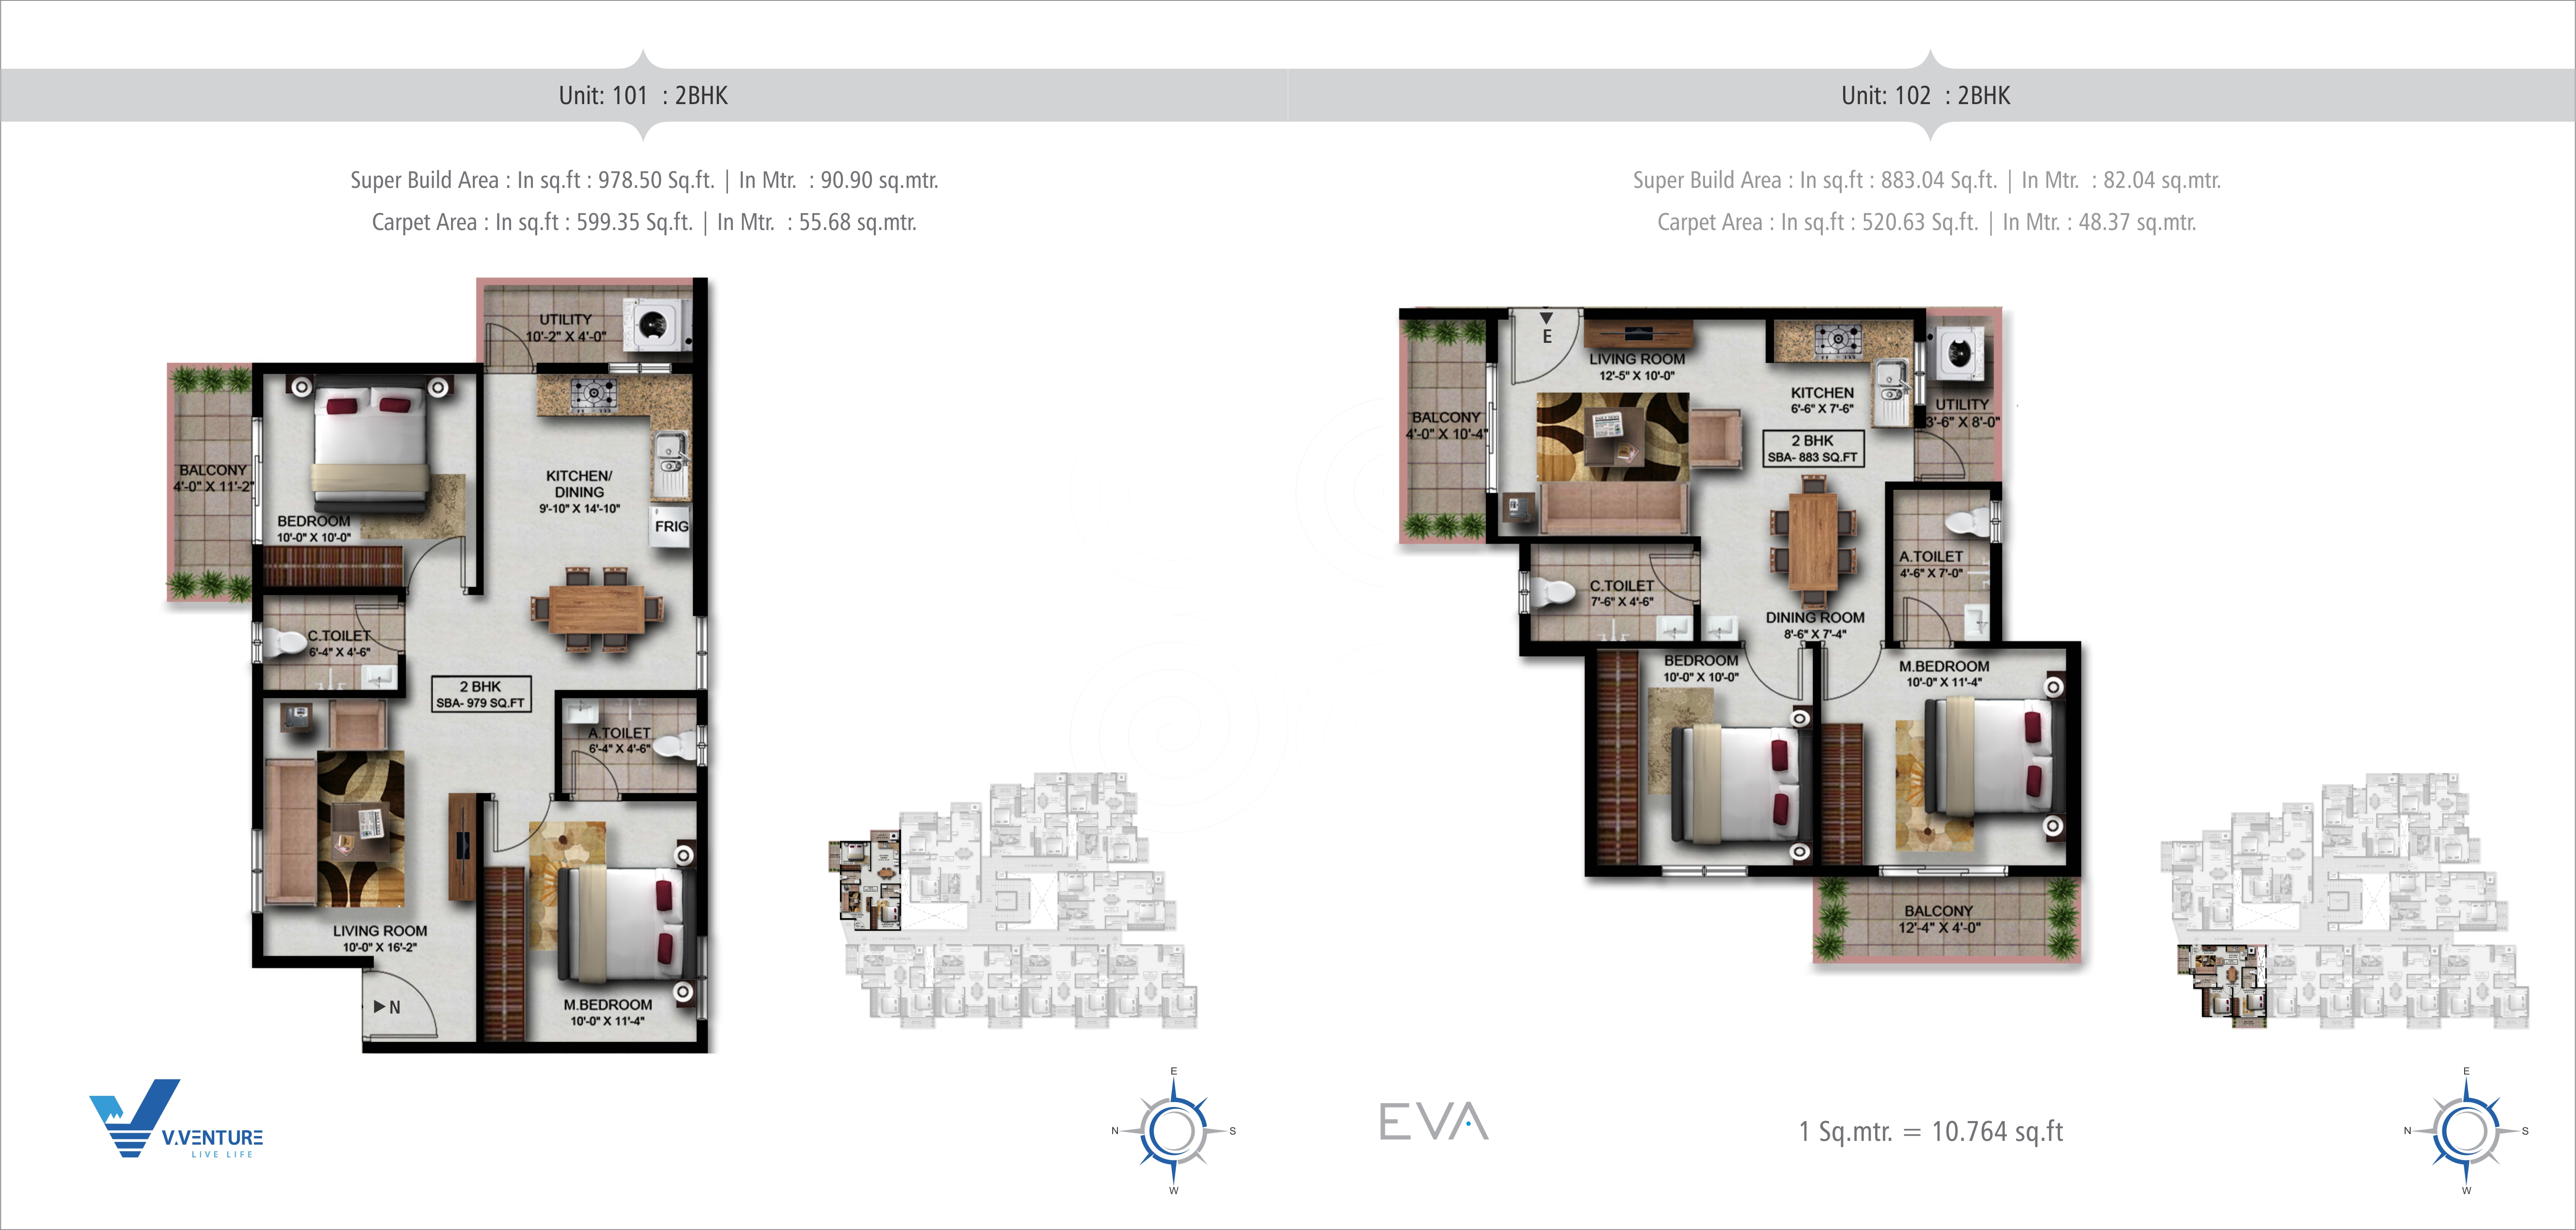 Unit: 101 : 2BHK
Super Build Area : In sq.ft : 978.50 Sq.ft. | In Mtr. : 90.90 sq.mtr.
Carpet Area : In sq.ft : 599.35 Sq.ft. | In Mtr. : 55.68 sq.mtr.
UTILITY
10'-2" X 4'-0"
BALCONY
4'-0" X 11'-2"
BEDROOM
10'-0" X 10'-0"
KITCHEN/
DINING
9'-10" X 14'-10"
FRIG
C.TOILET
6'-4" X 4'-6"
2 BHK
SBA- 979 SQ.FT
A.TOILET
6'-4" X 4'-6"
LIVING ROOM
10'-0" X 16'-2"
N
M.BEDROOM
10'-0" X 11'-4"
V.VENTURE
LIVE LIFE
E
N
S
W
Unit: 102 : 2BHK
Super Build Area : In sq.ft : 883.04 Sq.ft. | In Mtr. : 82.04 sq.mtr.
Carpet Area : In sq.ft : 520.63 Sq.ft. | In Mtr. : 48.37 sq.mtr.
E
LIVING ROOM
12'-5" X 10'-0"
KITCHEN
6'-6" X 7'-6"
BALCONY
4'-0" X 10'-4"
UTILITY
3'-6" X 8'-0"
2 BHK
SBA- 883 SQ.FT
A.TOILET
4'-6" X 7'-0"
C.TOILET
7'-6" X 4'-6"
DINING ROOM
8'-6" X 7'-4"
BEDROOM
10'-0" X 10'-0"
M.BEDROOM
10'-0" X 11'-4"
BALCONY
12'-4" X 4'-0"
EVA
1 Sq.mtr. = 10.764 sq.ft
E
N
S
W